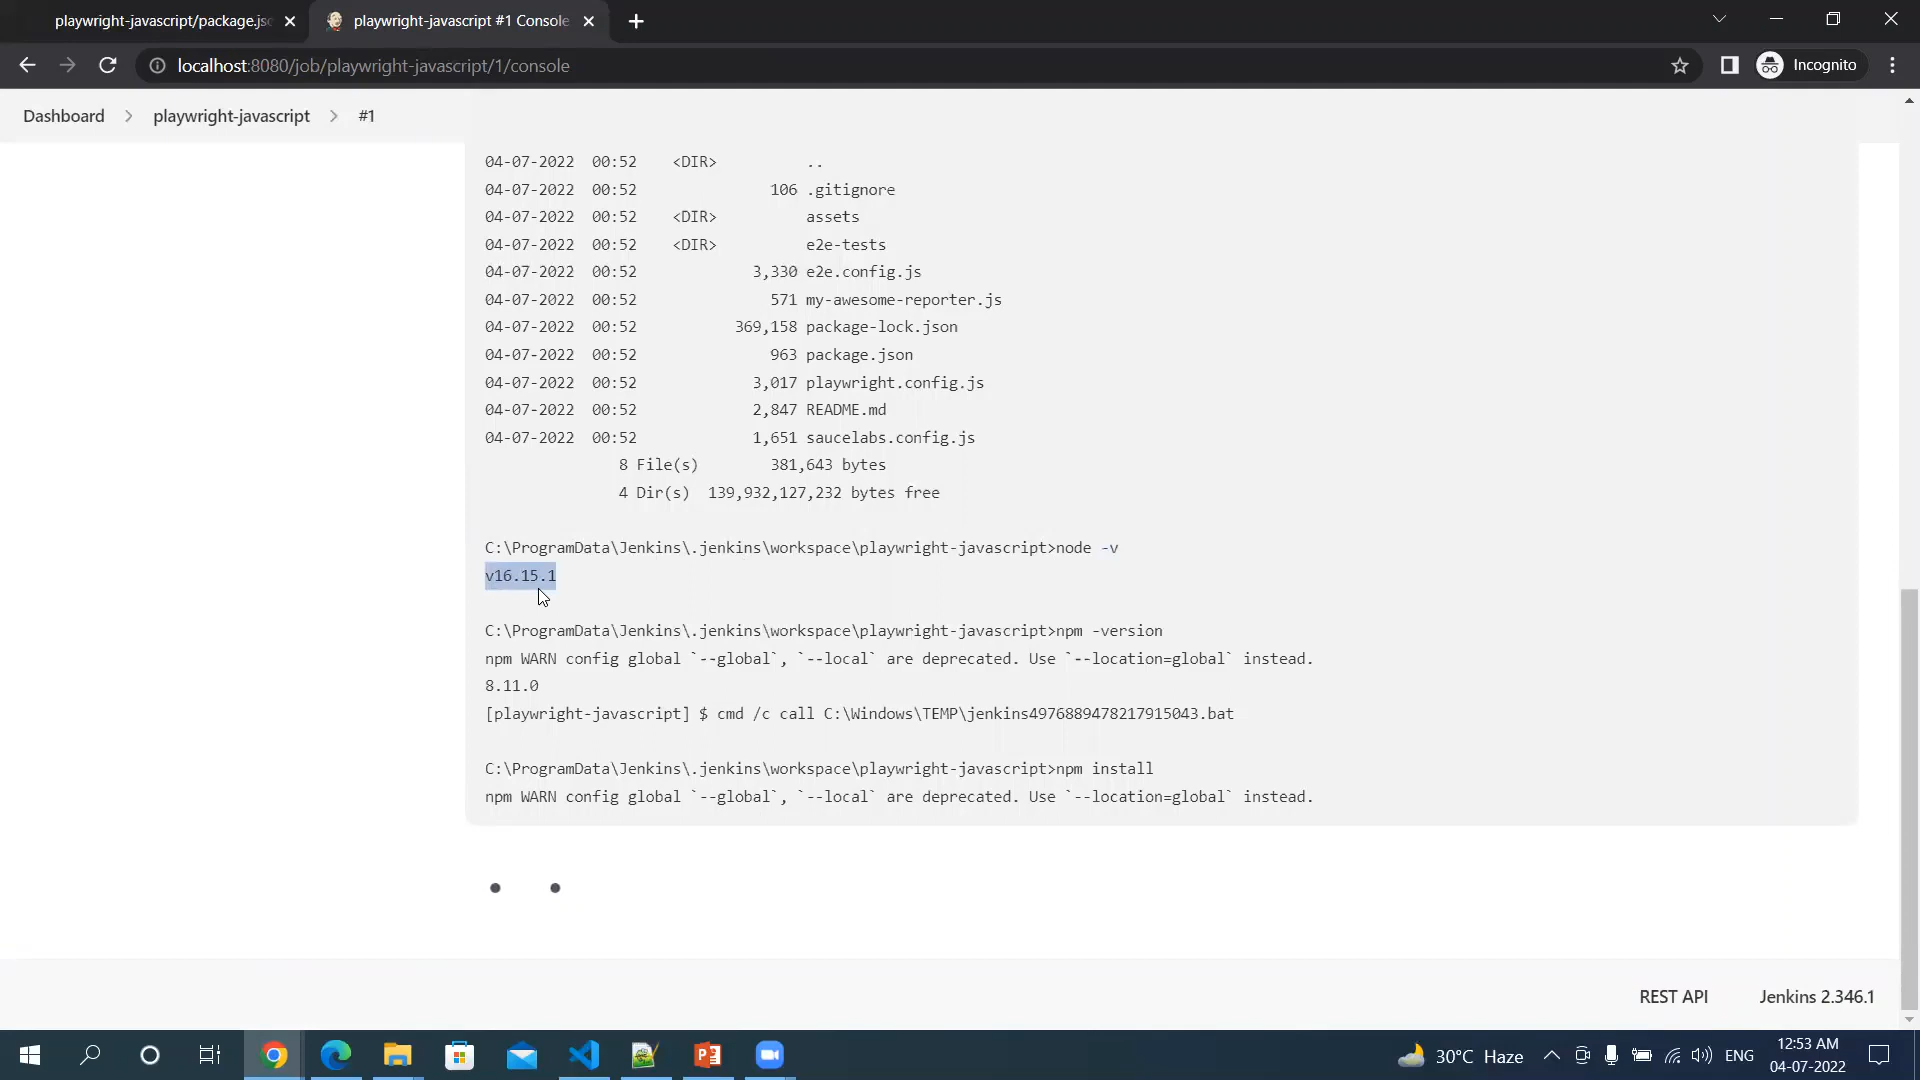 playwright-javascript/package.js
playwright-javascript #1 Console
localhost:8080/job/playwright-javascript/1/console
Incognito
Dashboard
playwright-javascript
#1
04-07-2022  00:52    <DIR>          ..
04-07-2022  00:52               106 .gitignore
04-07-2022  00:52    <DIR>          assets
04-07-2022  00:52    <DIR>          e2e-tests
04-07-2022  00:52             3,330 e2e.config.js
04-07-2022  00:52               571 my-awesome-reporter.js
04-07-2022  00:52           369,158 package-lock.json
04-07-2022  00:52               963 package.json
04-07-2022  00:52             3,017 playwright.config.js
04-07-2022  00:52             2,847 README.md
04-07-2022  00:52             1,651 saucelabs.config.js
8 File(s)        381,643 bytes
4 Dir(s)  139,932,127,232 bytes free
C:\ProgramData\Jenkins\.jenkins\workspace\playwright-javascript>node -v
v16.15.1
C:\ProgramData\Jenkins\.jenkins\workspace\playwright-javascript>npm -version
npm WARN config global `--global`, `--local` are deprecated. Use `--location=global` instead.
8.11.0
[playwright-javascript] $ cmd /c call C:\Windows\TEMP\jenkins4976889478217915043.bat
C:\ProgramData\Jenkins\.jenkins\workspace\playwright-javascript>npm install
npm WARN config global `--global`, `--local` are deprecated. Use `--location=global` instead.
REST API
Jenkins 2.346.1
30°C Haze
ENG
12:53 AM
04-07-2022